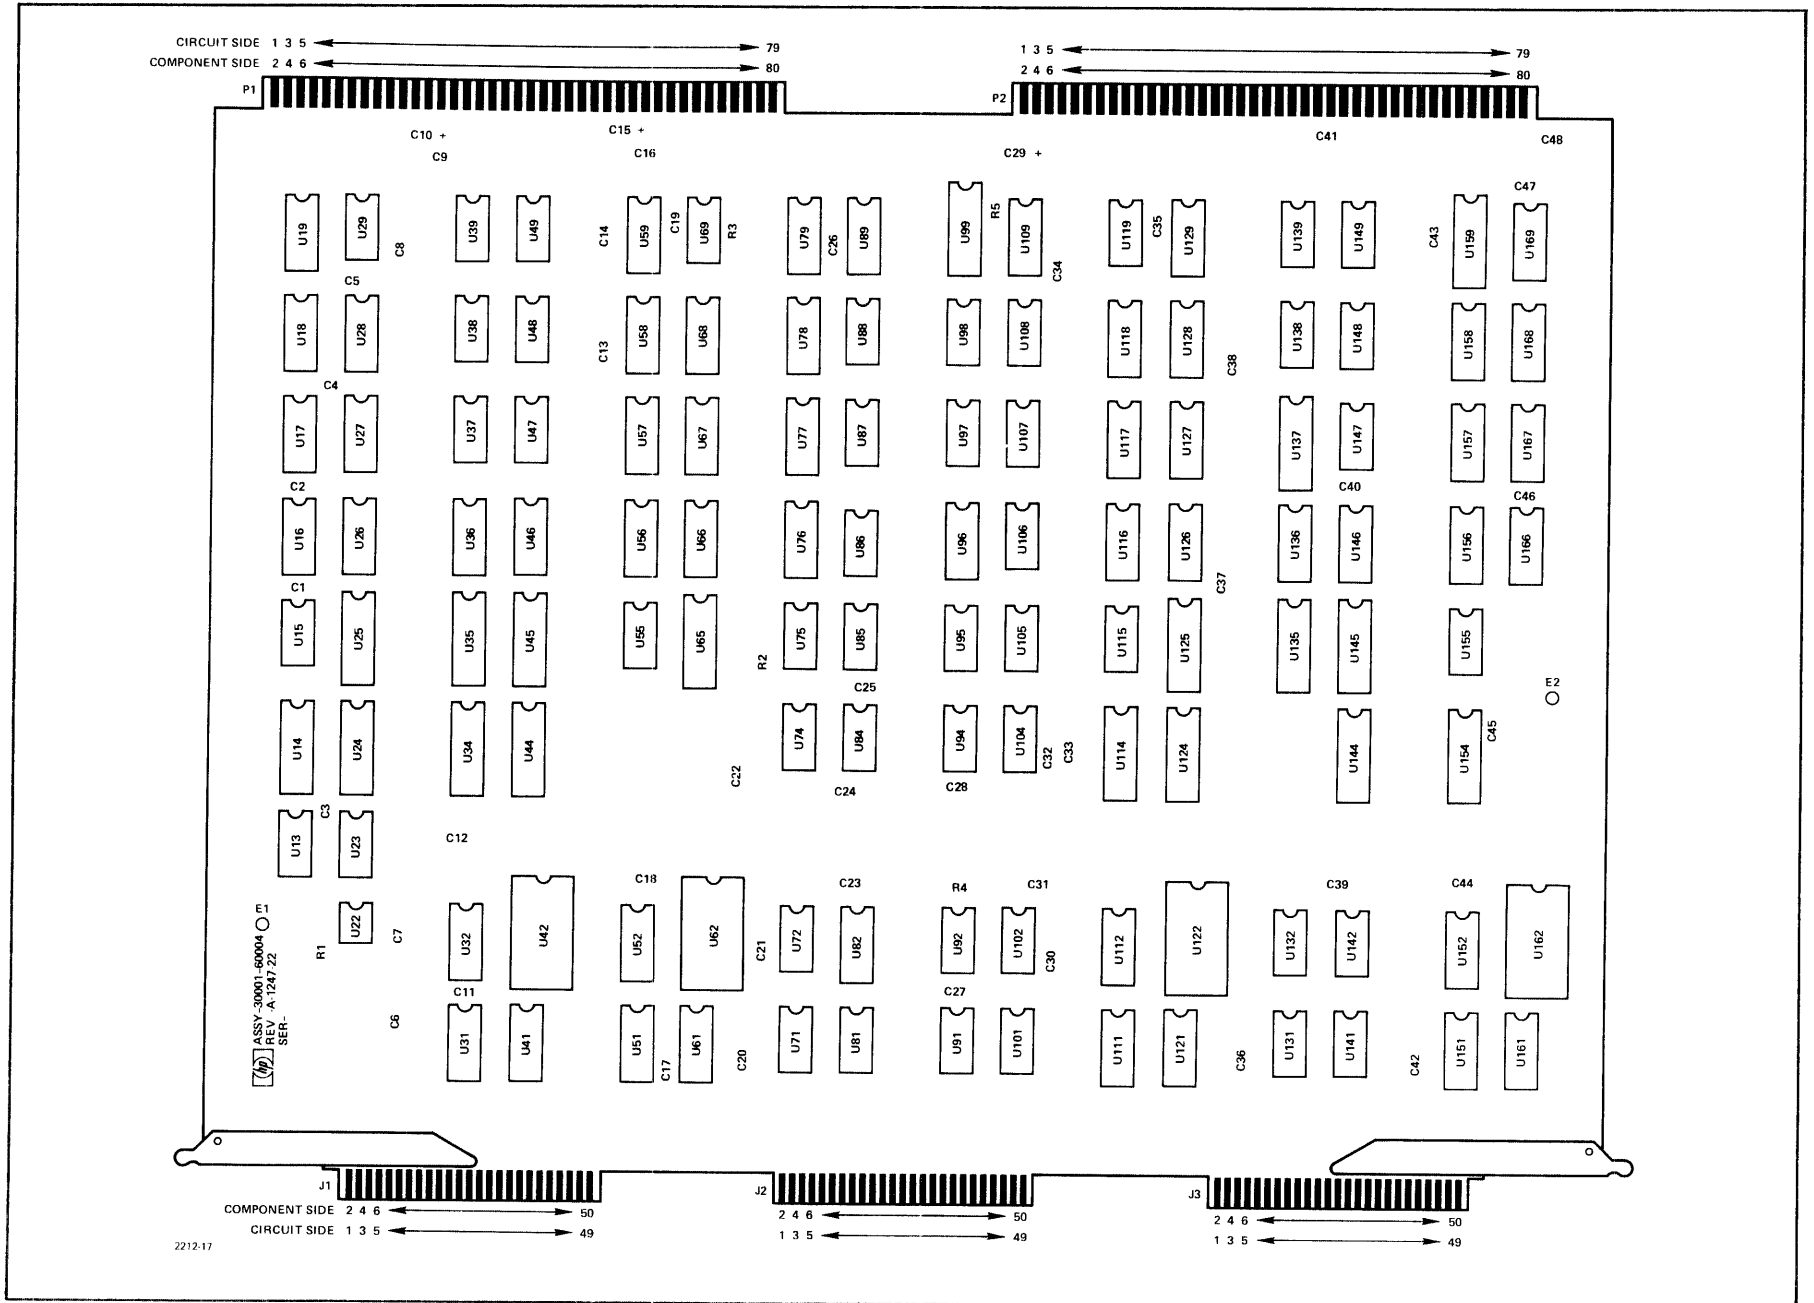 CIRCUIT SIDE 1 3 5 79
COMPONENT SIDE 2 4 6 80
1 3 5 79
2 4 6 80
P1
P2
C10 + C15 + C41 C48
C9 C16 C29 +
C47
U19 U29 C8 U39 U49 C14 U59 C19 U69 R3 U79 C26 U89 U99 R5 U109 C34 U119 C35 U129 U139 U149 C43 U159 U169
C5
U18 U28 U38 U48 C13 U58 U68 U78 U88 U98 U108 U118 U128 C38 U138 U148 U158 U168
C4
U17 U27 U37 U47 U57 U67 U77 U87 U97 U107 U117 U127 U137 U147 U157 U167
C2 C40 C46
U16 U26 U36 U46 U56 U66 U76 U86 U96 U106 U116 U126 C37 U136 U146 U156 U166
C1
U15 U25 U35 U45 U55 U65 R2 U75 U85 U95 U105 U115 U125 U135 U145 U155
C25 E2
U14 U24 U34 U44 C22 U74 U84 U94 U104 C32 C33 U114 U124 U144 U154 C45
C24 C28
C3
U13 U23 C12
C18 C23 R4 C31 C39 C44
E1
R1 U22 C7 U32 U42 U52 U62 C21 U72 U82 U92 U102 C30 U112 U122 U132 U142 U152 U162
C11 C27
C6 U31 U41 U51 C17 U61 C20 U71 U81 U91 U101 U111 U121 C36 U131 U141 C42 U151 U161
hp
ASSY-30001-60004
REV -A-1247-22
SER-
J1
J2
J3
COMPONENT SIDE 2 4 6 50
CIRCUIT SIDE 1 3 5 49
2 4 6 50
1 3 5 49
2 4 6 50
1 3 5 49
2212-17